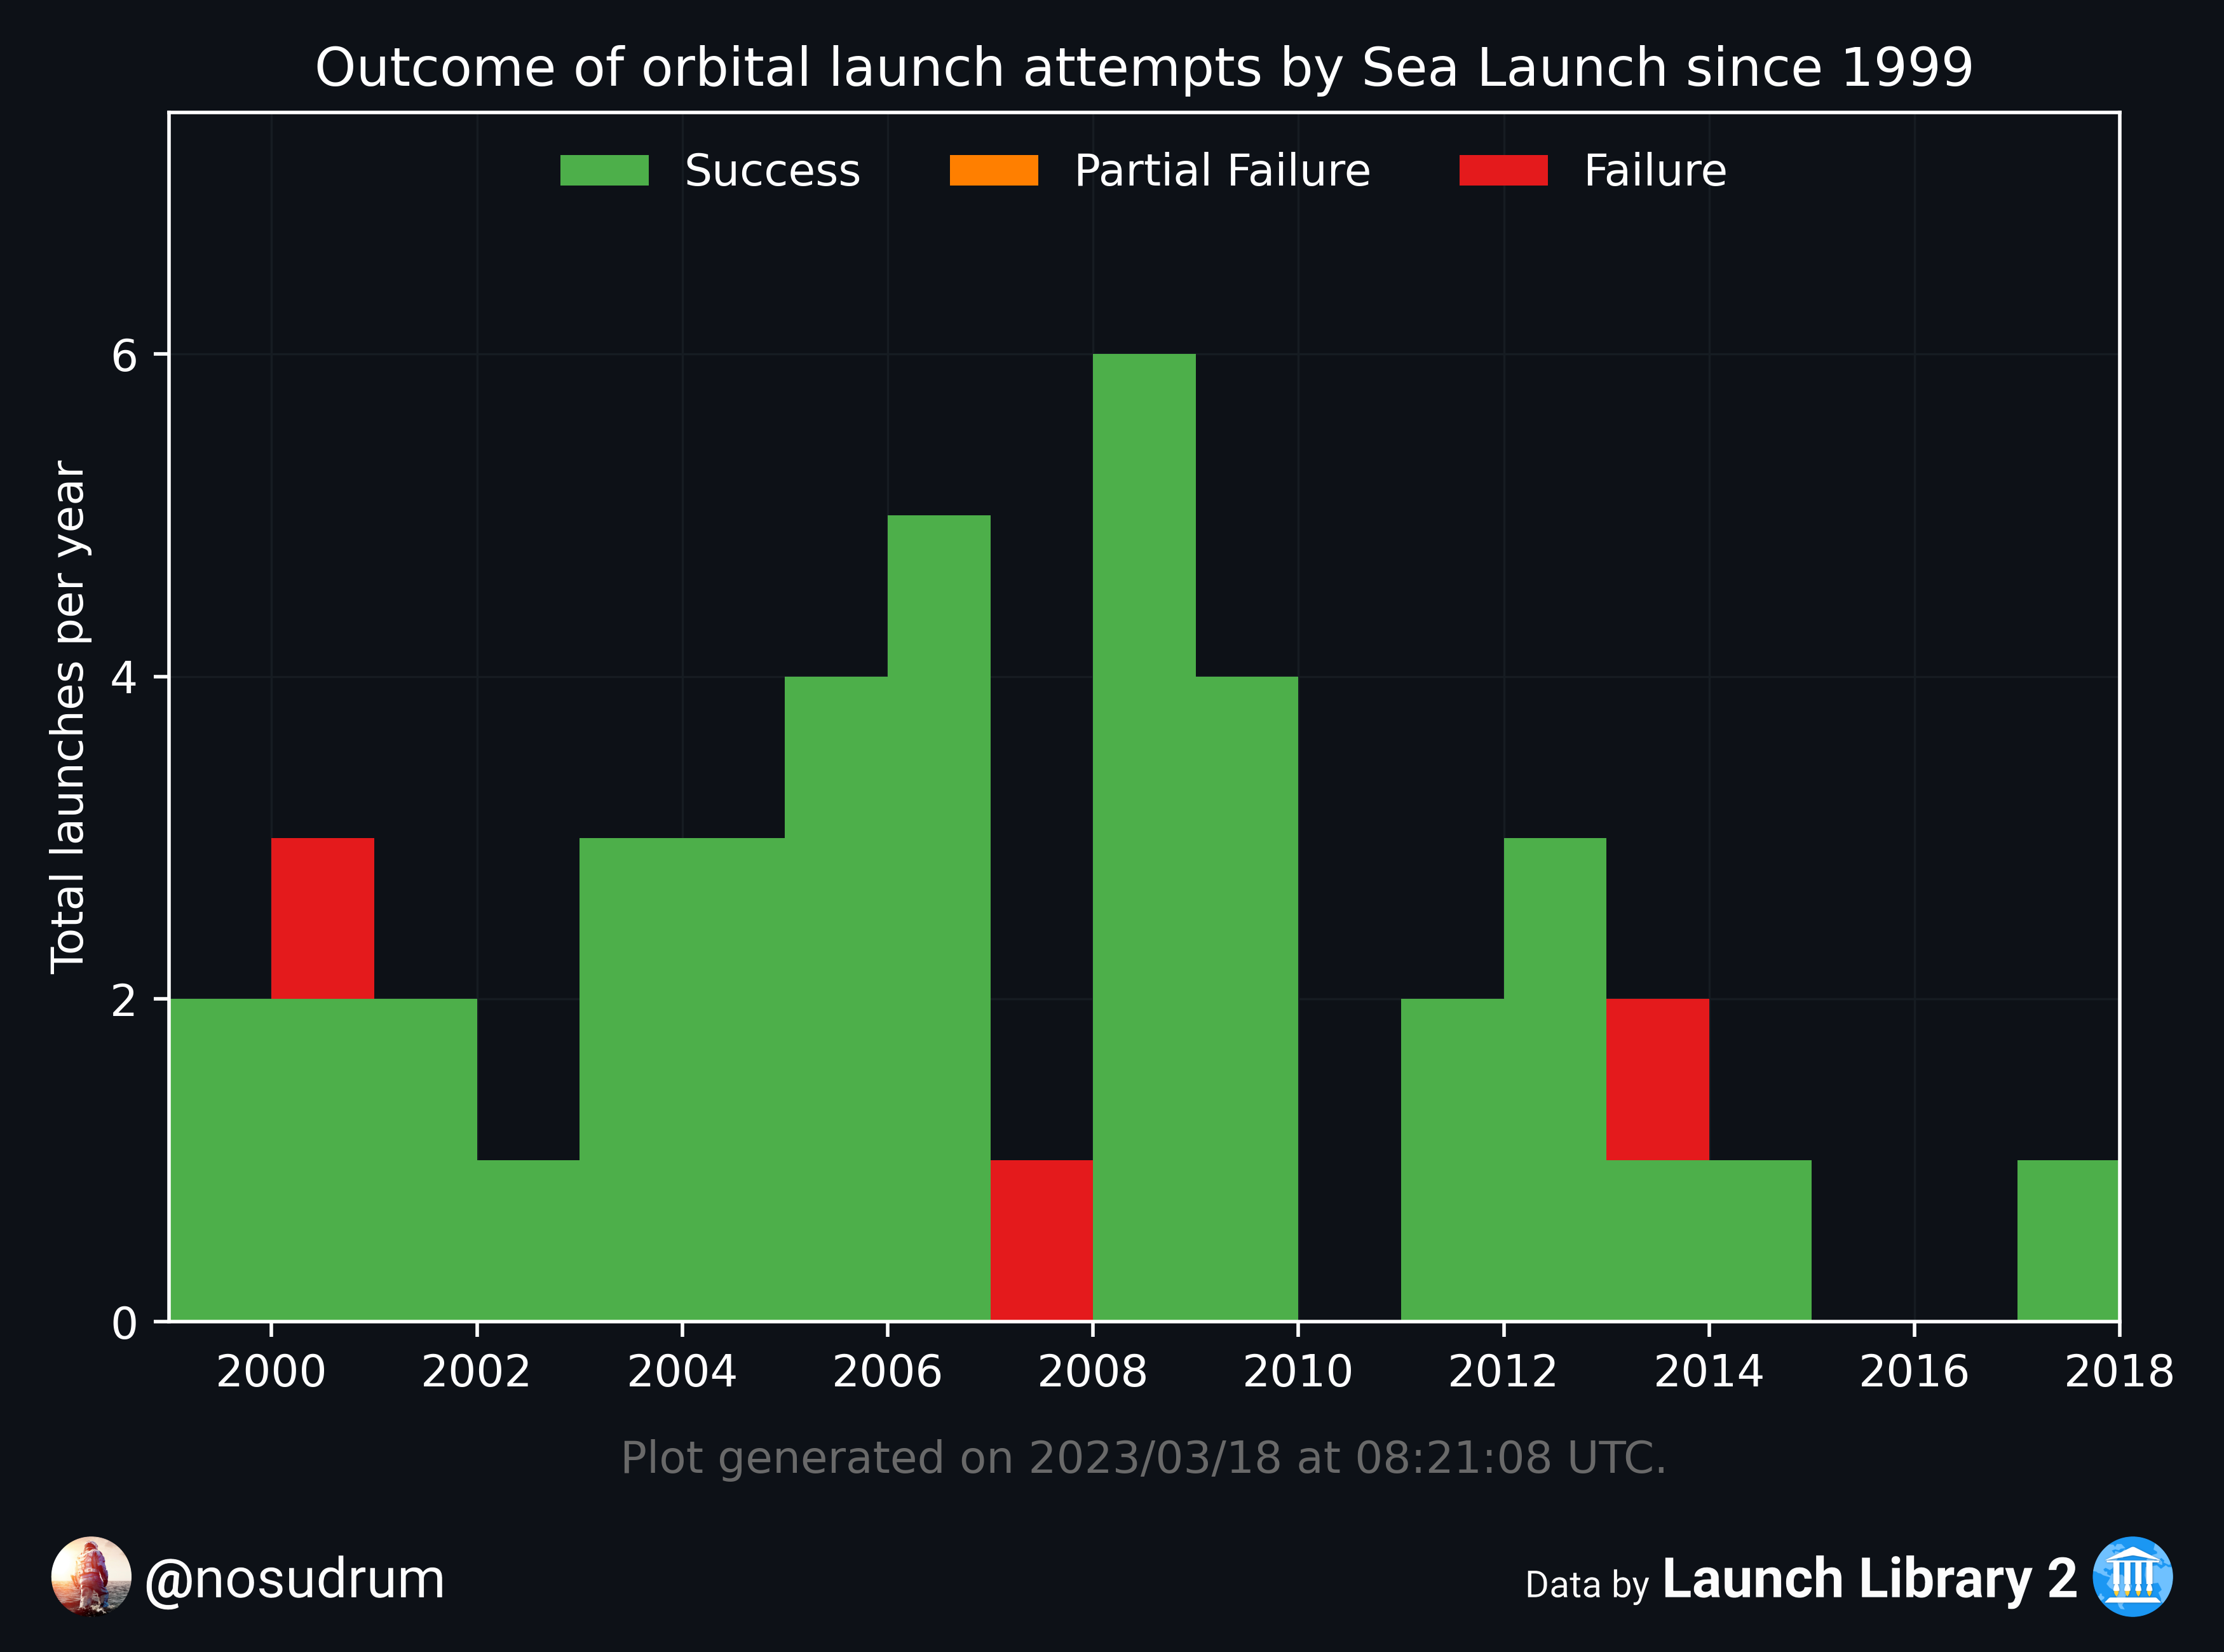 Outcome of orbital launch attempts by Sea Launch since 1999
Success Partial Failure Failure
Total launches per year
6
4
2
0
2000 2002 2004 2006 2008 2010 2012 2014 2016 2018
Plot generated on 2023/03/18 at 08:21:08 UTC.
@nosudrum
Data by Launch Library 2